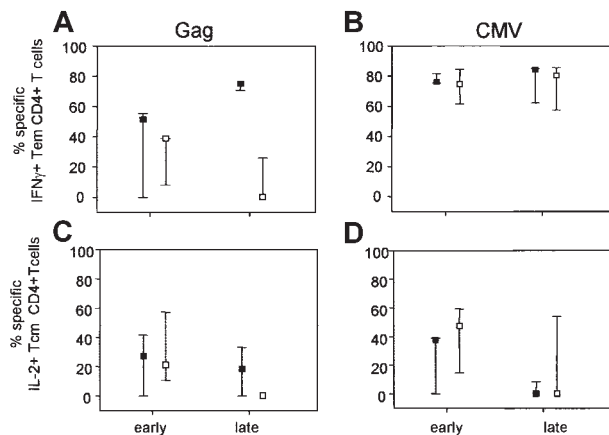 A
Gag
B
CMV
% specific
IFNγ+ Tem CD4+ T cells
100
80
60
40
20
0
100
80
60
40
20
0
C
D
% specific
IL-2+ Tcm CD4+Tcells
100
80
60
40
20
0
100
80
60
40
20
0
early
late
early
late